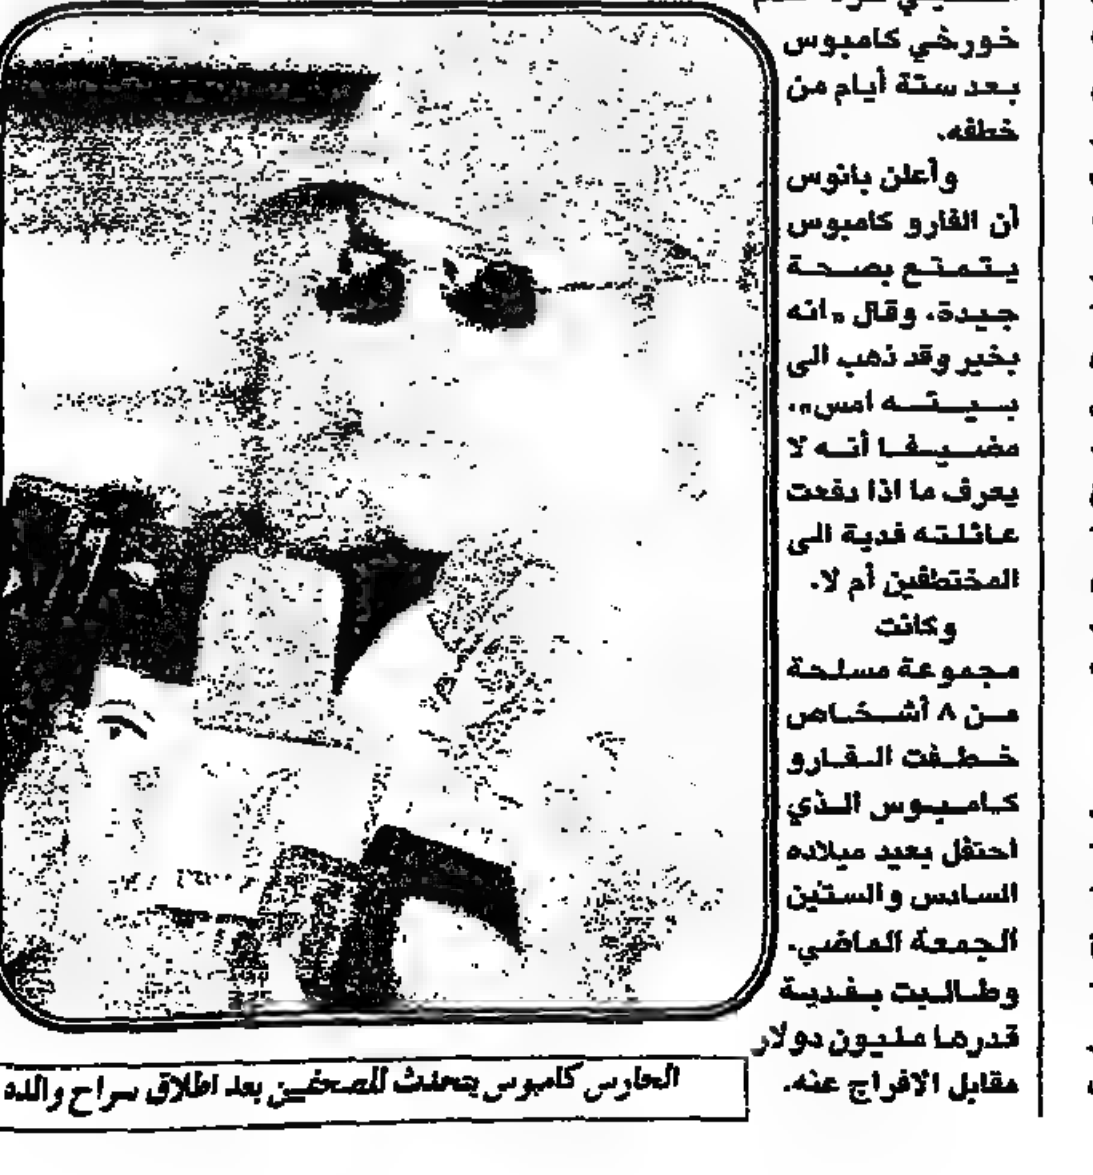 خورخي كامبوس
بعد ستة أيام من
خطفه.
وأعلن بانوس
أن الفارو كامبوس
يتمتع بصحة
جيدة، وقال «انه
بخير وقد ذهب الى
بيته امس»،
مضيفا أنه لا
يعرف ما اذا دفعت
عائلته فدية الى
المختطفين أم لا.
وكانت
مجموعة مسلحة
من ٨ أشخاص
خطفت الفارو
كامبوس الذي
احتفل بعيد ميلاده
السادس والستين
الجمعة الماضي.
وطالبت بفدية
قدرها مليون دولار
مقابل الافراج عنه.
الحارس كامبوس يتحدث للصحفيين بعد اطلاق سراح والده